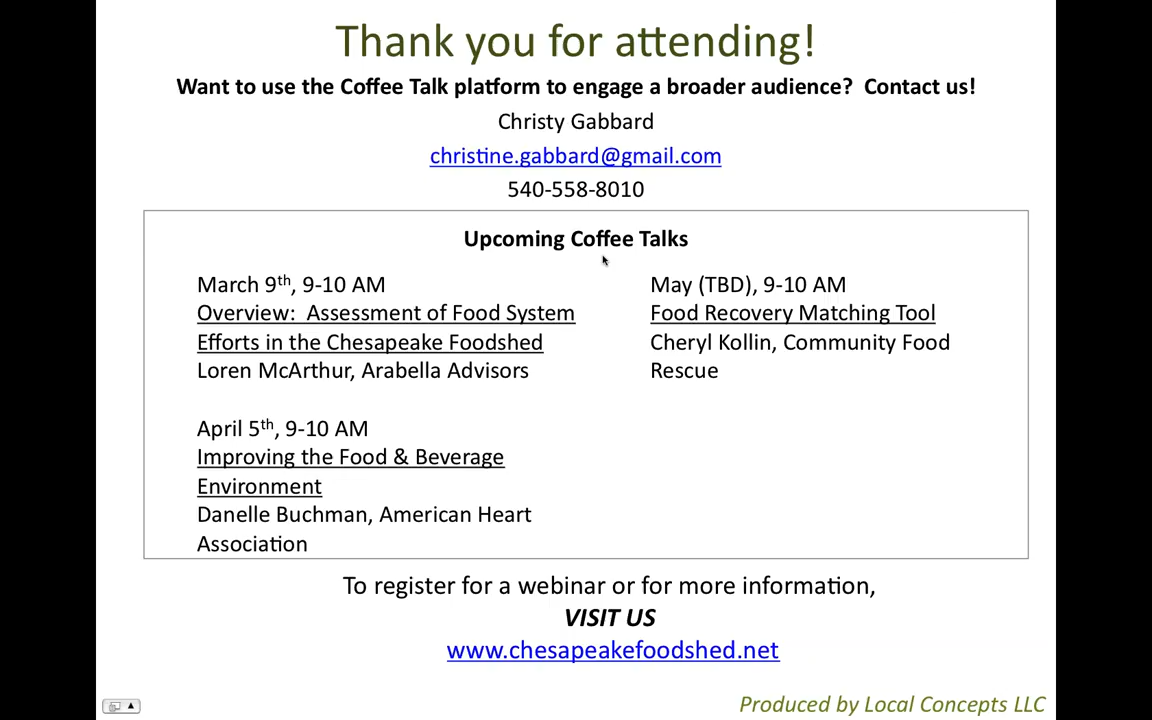 Thank you for attending!
Want to use the Coffee Talk platform to engage a broader audience?  Contact us!
Christy Gabbard
christine.gabbard@gmail.com
540-558-8010
Upcoming Coffee Talks
March 9th, 9-10 AM
Overview:  Assessment of Food System
Efforts in the Chesapeake Foodshed
Loren McArthur, Arabella Advisors
April 5th, 9-10 AM
Improving the Food & Beverage
Environment
Danelle Buchman, American Heart
Association
May (TBD), 9-10 AM
Food Recovery Matching Tool
Cheryl Kollin, Community Food
Rescue
To register for a webinar or for more information,
VISIT US
www.chesapeakefoodshed.net
Produced by Local Concepts LLC